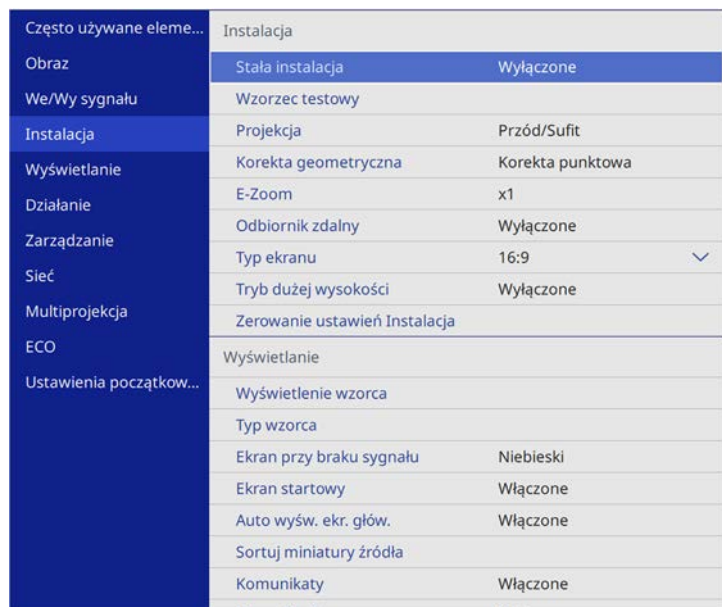 Często używane eleme...
Obraz
We/Wy sygnału
Instalacja
Wyświetlanie
Działanie
Zarządzanie
Sieć
Multiprojekcja
ECO
Ustawienia początkow...
Instalacja
Stała instalacja Wyłączone
Wzorzec testowy
Projekcja Przód/Sufit
Korekta geometryczna Korekta punktowa
E-Zoom x1
Odbiornik zdalny Wyłączone
Typ ekranu 16:9
Tryb dużej wysokości Wyłączone
Zerowanie ustawień Instalacja
Wyświetlanie
Wyświetlenie wzorca
Typ wzorca
Ekran przy braku sygnału Niebieski
Ekran startowy Włączone
Auto wyśw. ekr. głów. Włączone
Sortuj miniatury źródła
Komunikaty Włączone